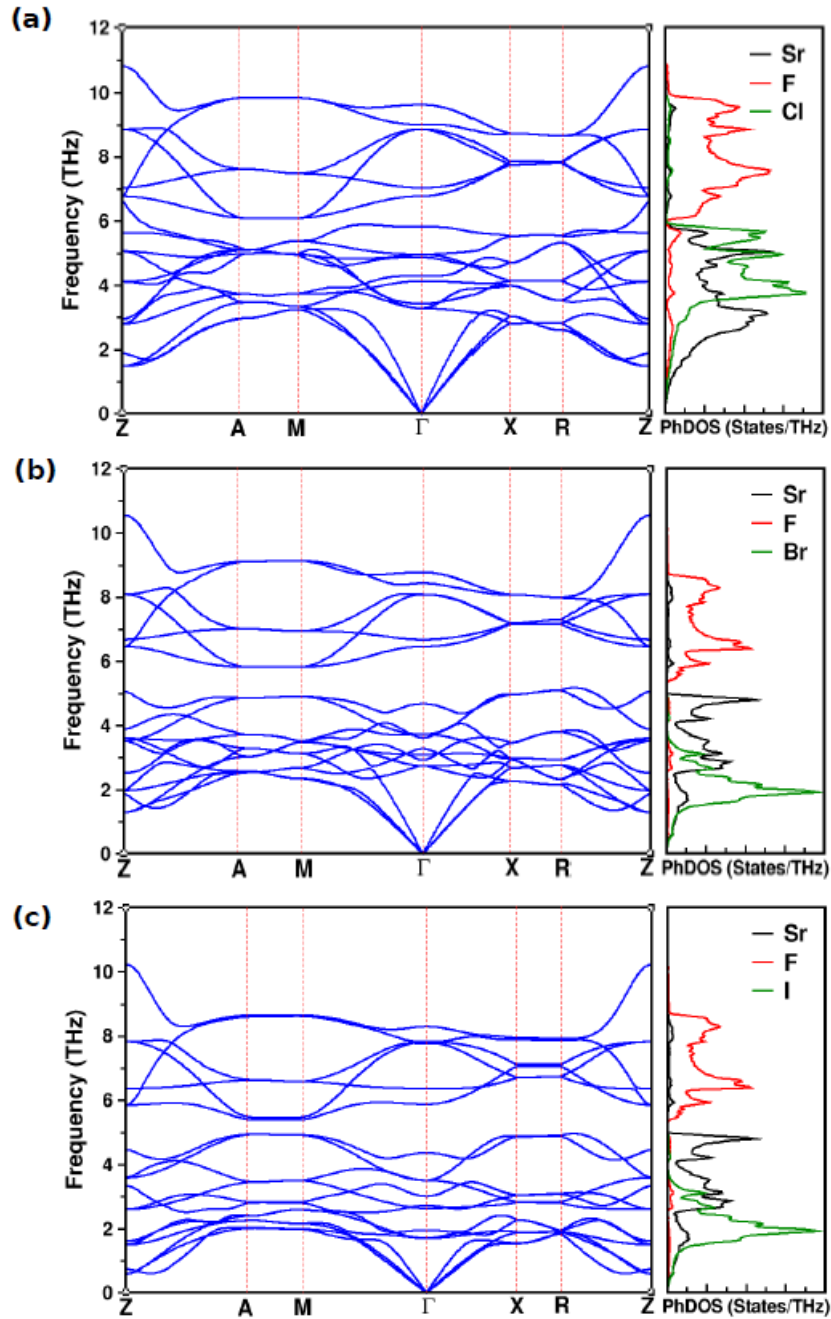 (a)
Frequency (THz)
12
10
8
6
4
2
0
Z A M Γ X R Z
Sr
F
Cl
PhDOS (States/THz)
(b)
Frequency (THz)
12
10
8
6
4
2
0
Z A M Γ X R Z
Sr
F
Br
PhDOS (States/THz)
(c)
Frequency (THz)
12
10
8
6
4
2
0
Z A M Γ X R Z
Sr
F
I
PhDOS (States/THz)